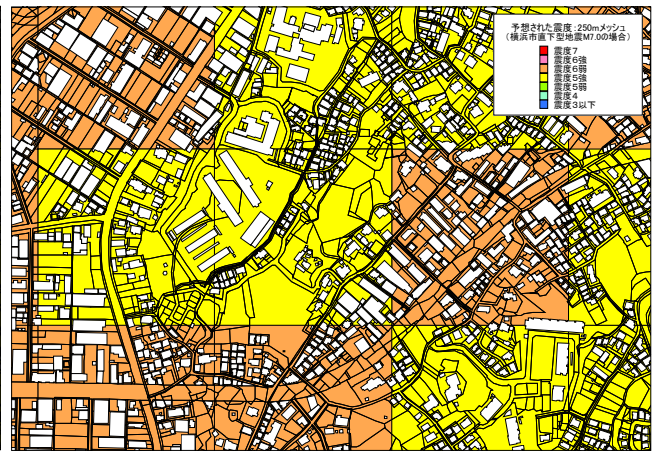 予想された震度:250mメッシュ
(横浜市直下型地震M7.0の場合)
震度7
震度6強
震度6弱
震度5強
震度5弱
震度4
震度3以下